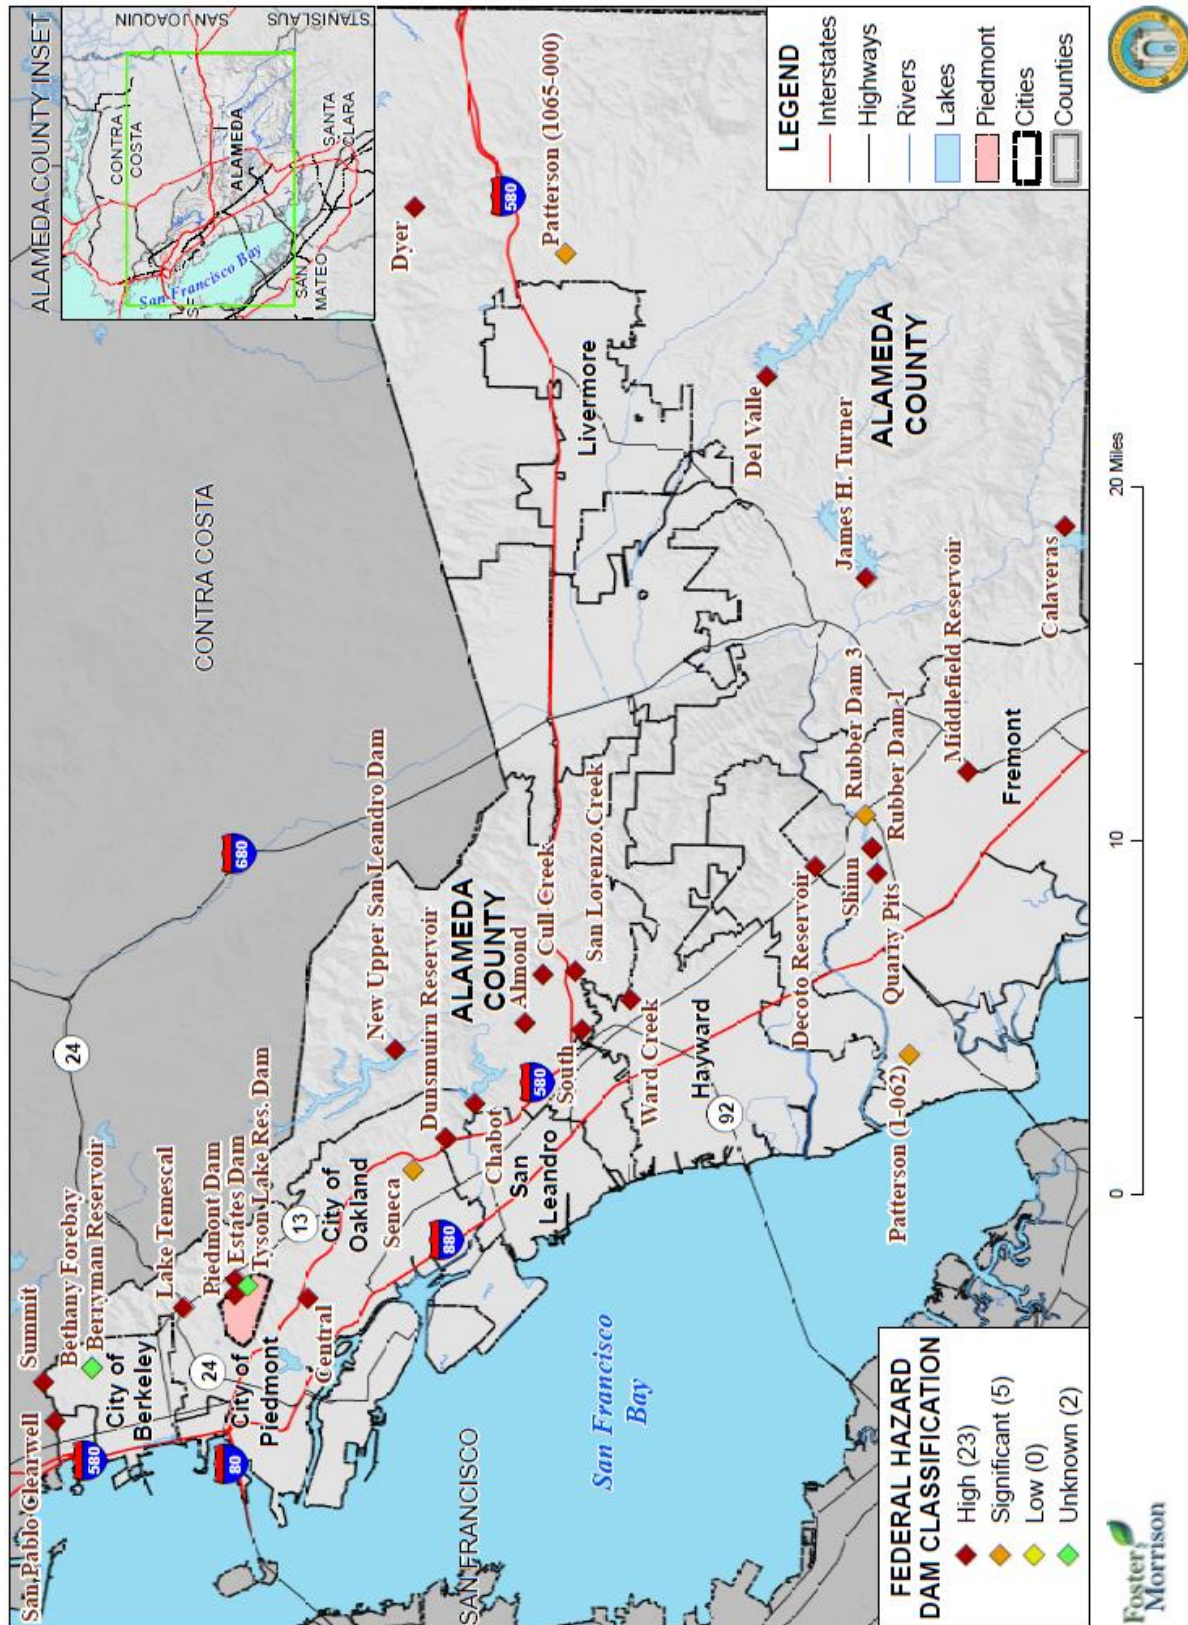 ALAMEDA COUNTY INSET
SAN JOAQUIN
STANISLAUS
CONTRA
COSTA
ALAMEDA
SANTA
CLARA
SAN
MATEO
San Francisco Bay
LEGEND
Interstates
Highways
Rivers
Lakes
Piedmont
Cities
Counties
CONTRA COSTA
Summit
San Pablo Clearwell
Bethany Forebay
Berryman Reservoir
Lake Temescal
Piedmont Dam
Estates Dam
Tyson Lake Res. Dam
City of
Berkeley
City of
Piedmont
Central
City of
Oakland
Seneca
Dunsmuirn Reservoir
New Upper San Leandro Dam
Chabot
San
Leandro
ALAMEDA
COUNTY
Almond
Cull Creek
San Lorenzo Creek
South
Ward Creek
Hayward
Livermore
Dyer
Patterson (1065-000)
Del Valle
James H. Turner
ALAMEDA
COUNTY
Calaveras
Middlefield Reservoir
Fremont
Rubber Dam 3
Rubber Dam 1
Shinn
Quarry Pits
Decoto Reservoir
Patterson (1-062)
San Francisco
Bay
SAN FRANCISCO
580
80
24
24
13
680
880
580
92
580
FEDERAL HAZARD
DAM CLASSIFICATION
High (23)
Significant (5)
Low (0)
Unknown (2)
0
10
20 Miles
Foster
Morrison